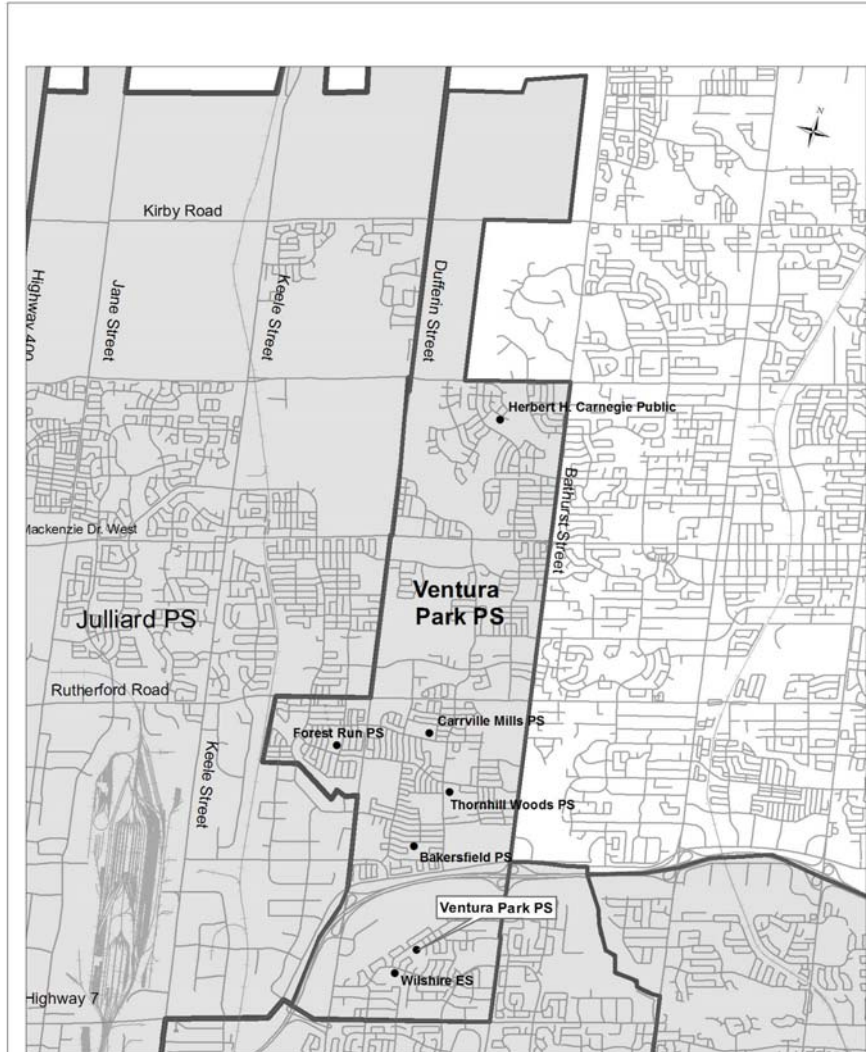 N
Kirby Road
Highway 400
Jane Street
Keele Street
Dufferin Street
Herbert H. Carnegie Public
Bathurst Street
Mackenzie Dr. West
Ventura
Park PS
Julliard PS
Rutherford Road
Forest Run PS
Carrville Mills PS
Keele Street
Thornhill Woods PS
Bakersfield PS
Ventura Park PS
Wilshire ES
Highway 7